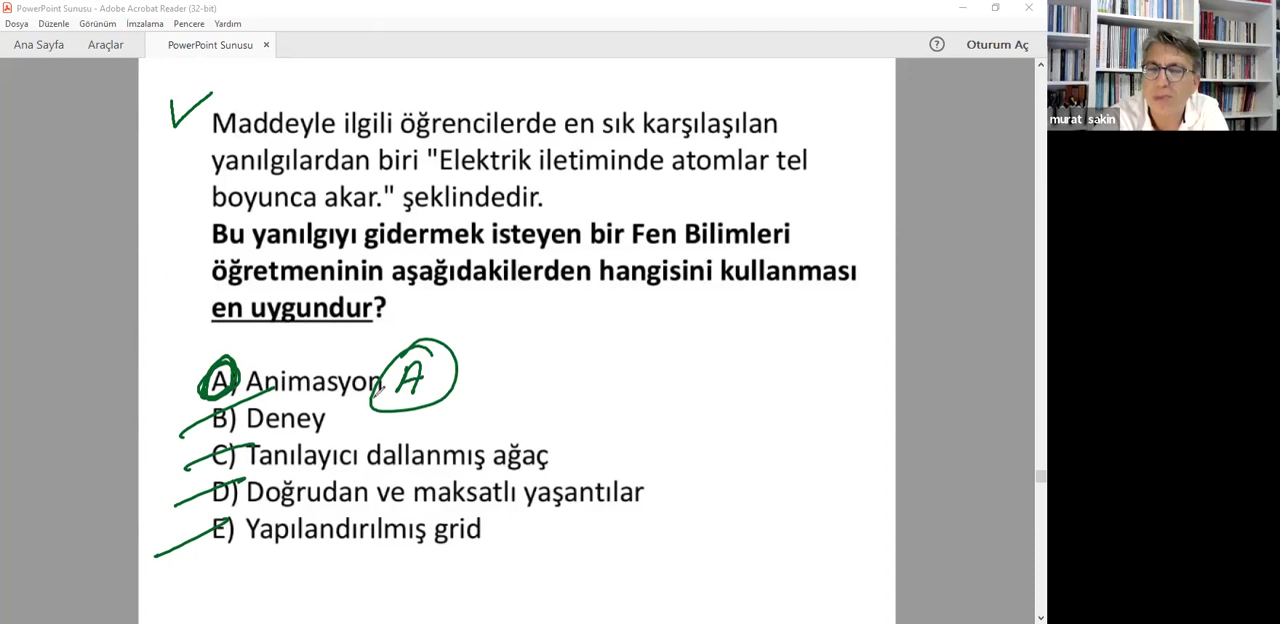 PowerPoint Sunusu - Adobe Acrobat Reader (32-bit)
Dosya Düzenle Görünüm İmzalama Pencere Yardım
Ana Sayfa Araçlar PowerPoint Sunusu × ? Oturum Aç
Maddeyle ilgili öğrencilerde en sık karşılaşılan
yanılgılardan biri "Elektrik iletiminde atomlar tel
boyunca akar." şeklindedir.
Bu yanılgıyı gidermek isteyen bir Fen Bilimleri
öğretmeninin aşağıdakilerden hangisini kullanması
en uygundur?
A) Animasyon A
B) Deney
C) Tanılayıcı dallanmış ağaç
D) Doğrudan ve maksatlı yaşantılar
E) Yapılandırılmış grid
murat sakin